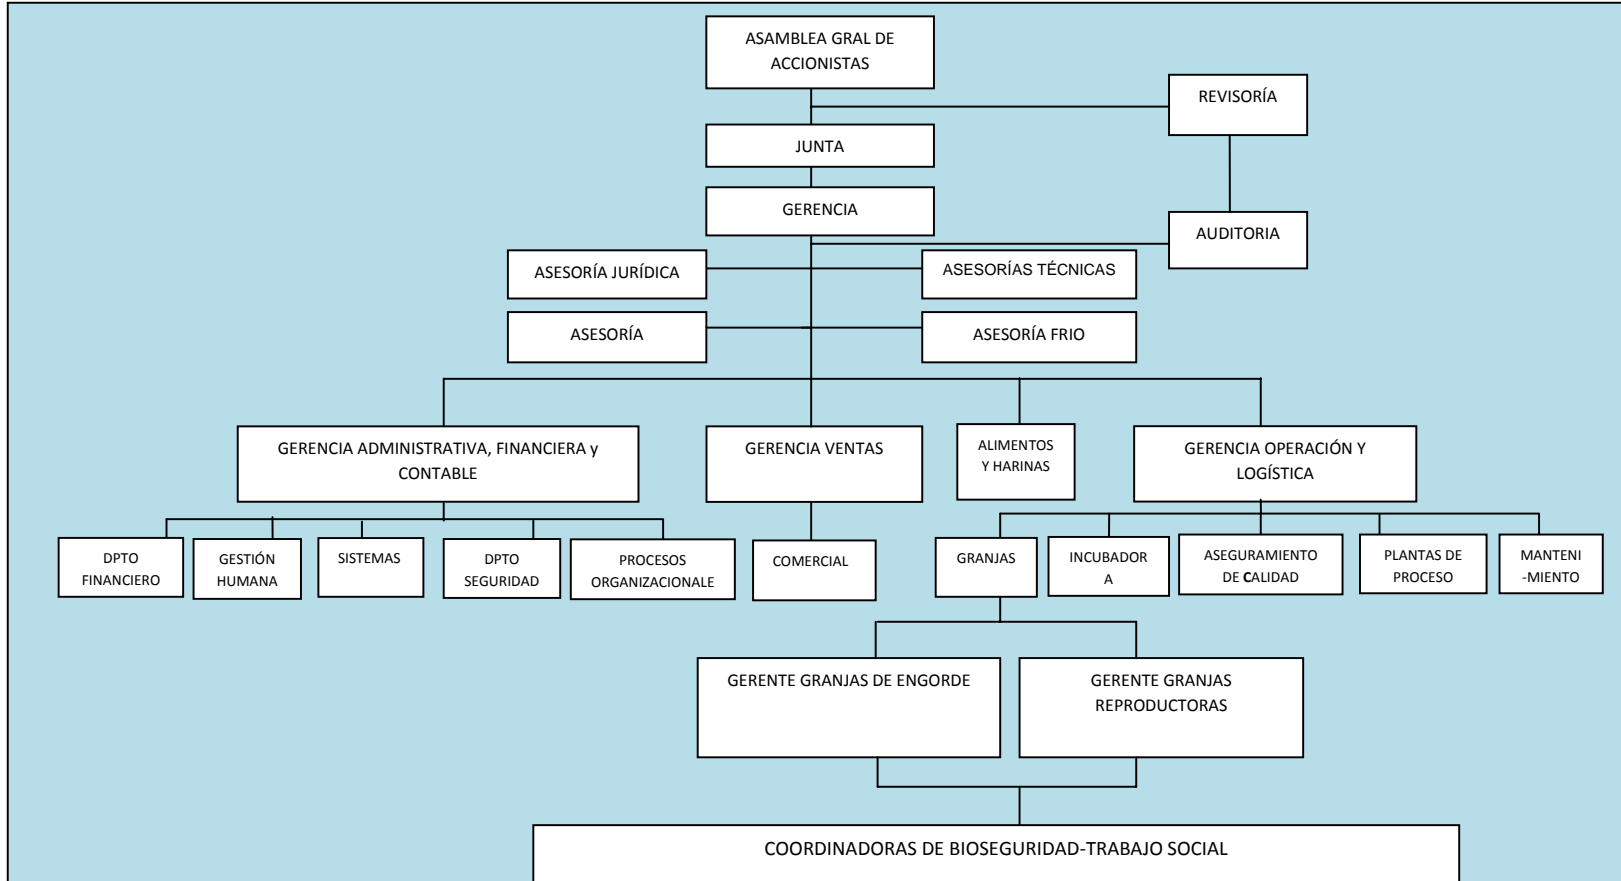 ASAMBLEA GRAL DE
ACCIONISTAS
REVISORÍA
JUNTA
GERENCIA
AUDITORIA
ASESORÍA JURÍDICA
ASESORÍAS TÉCNICAS
ASESORÍA
ASESORÍA FRIO
GERENCIA ADMINISTRATIVA, FINANCIERA y
CONTABLE
GERENCIA VENTAS
ALIMENTOS
Y HARINAS
GERENCIA OPERACIÓN Y
LOGÍSTICA
DPTO
FINANCIERO
GESTIÓN
HUMANA
SISTEMAS
DPTO
SEGURIDAD
PROCESOS
ORGANIZACIONALE
COMERCIAL
GRANJAS
INCUBADOR
A
ASEGURAMIENTO
DE CALIDAD
PLANTAS DE
PROCESO
MANTENI
-MIENTO
GERENTE GRANJAS DE ENGORDE
GERENTE GRANJAS
REPRODUCTORAS
COORDINADORAS DE BIOSEGURIDAD-TRABAJO SOCIAL